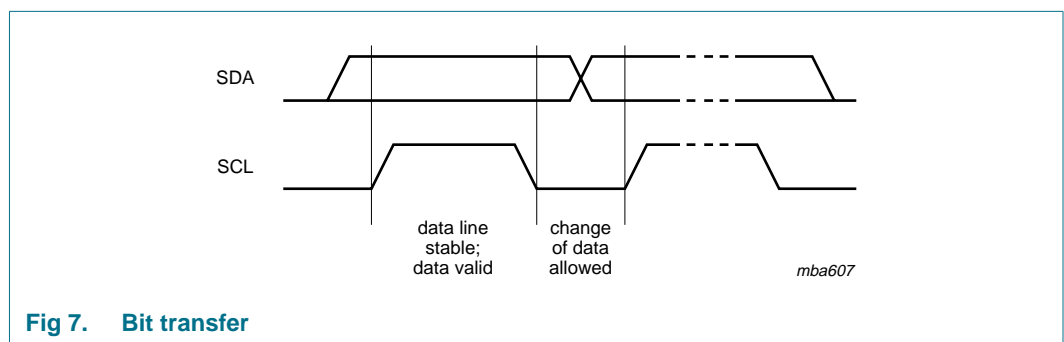 SDA
SCL
data line
stable;
data valid
change
of data
allowed
mba607
Fig 7. Bit transfer